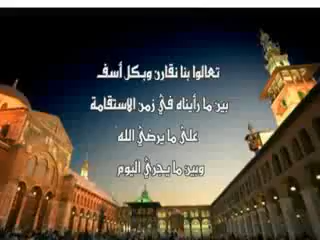 تعالوا بنا نقارن وبكل أسف
بين ما رأيناه في زمن الاستقامة
على ما يرضي الله
وبين ما يجري اليوم